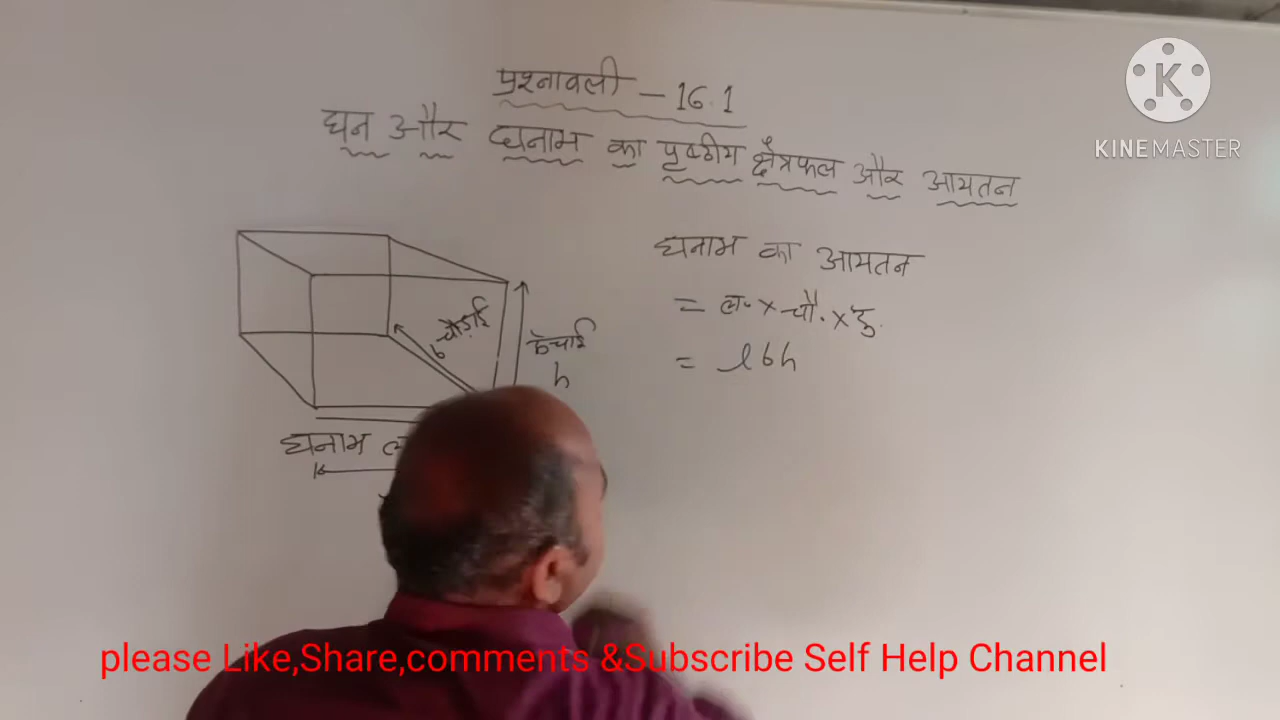 प्रश्नावली - 16.1
घन और घनाभ का पृष्ठीय क्षेत्रफल और आयतन
KINEMASTER
घनाभ का आयतन
= ल. × चौ. ×
= lbh
चौड़ाई
b
ऊँचाई
h
घनाभ
please Like,Share,comments &Subscribe Self Help Channel